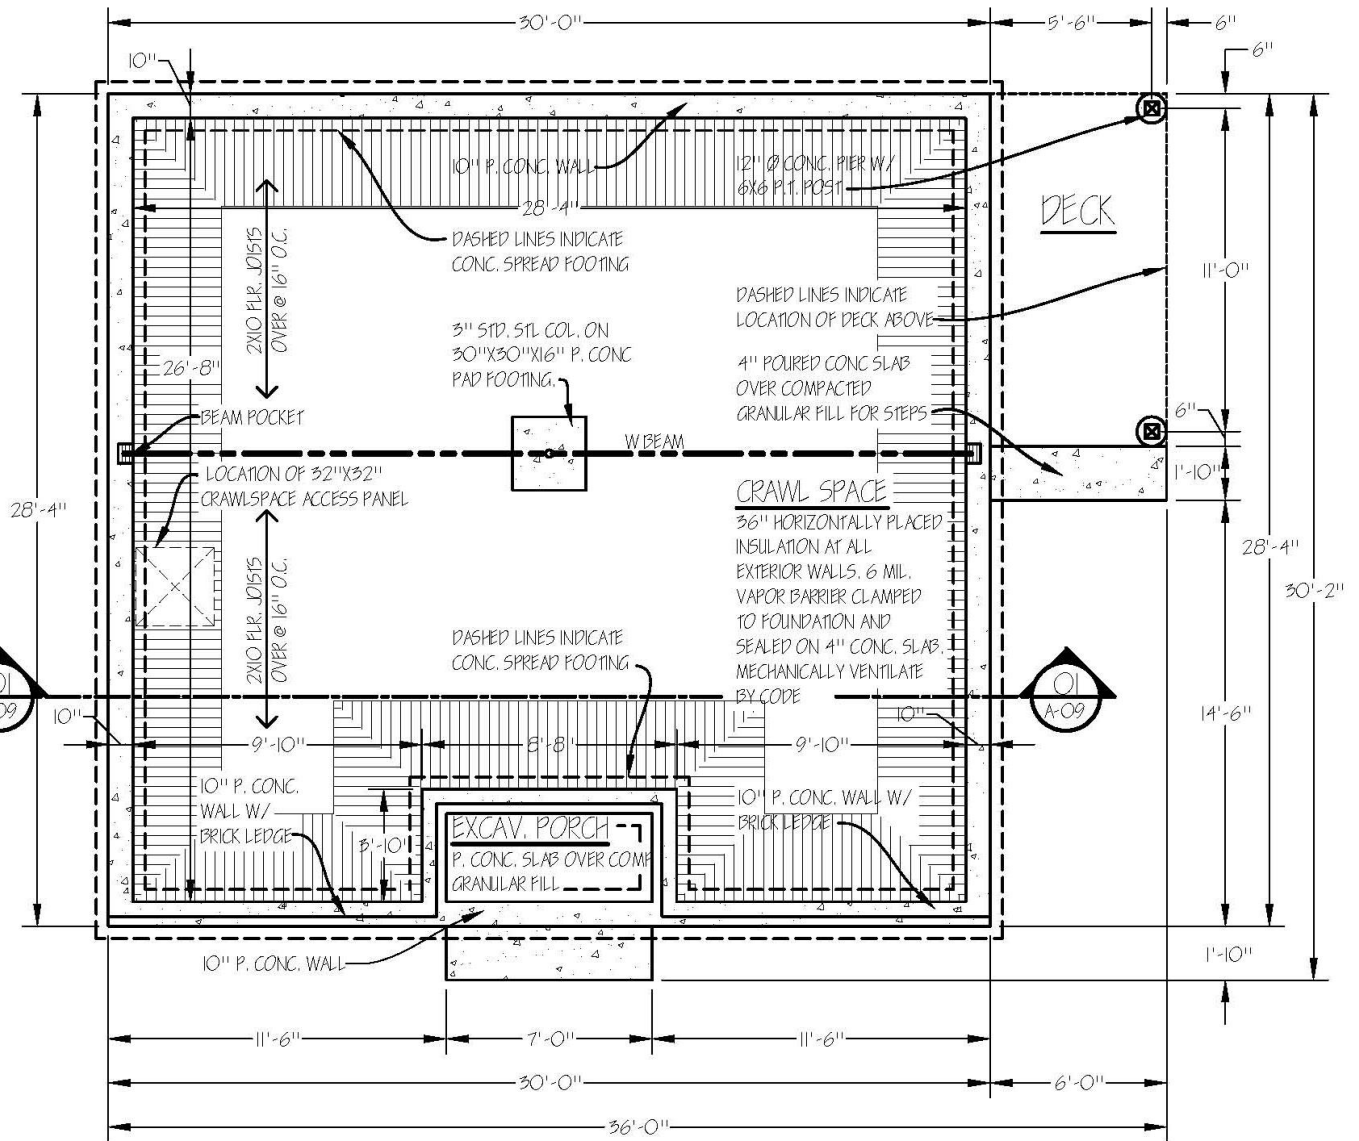 30'-0"
5'-6"
6"
10"
6"
10" P. CONC. WALL
12" Ø CONC. PIER W/
6X6 P.T. POST
28'-4"
DECK
DASHED LINES INDICATE
CONC. SPREAD FOOTING
2X10 FLR. JOISTS
OVER @ 16" O.C.
11'-0"
DASHED LINES INDICATE
LOCATION OF DECK ABOVE
3" STD. STL COL. ON
30"X30"X16" P. CONC
PAD FOOTING.
26'-8"
4" POURED CONC SLAB
OVER COMPACTED
GRANULAR FILL FOR STEPS
BEAM POCKET
6"
W BEAM
LOCATION OF 32"X32"
CRAWLSPACE ACCESS PANEL
1'-10"
28'-4"
CRAWL SPACE
36" HORIZONTALLY PLACED
INSULATION AT ALL
EXTERIOR WALLS. 6 MIL.
VAPOR BARRIER CLAMPED
TO FOUNDATION AND
SEALED ON 4" CONC. SLAB.
MECHANICALLY VENTILATE
BY CODE
28'-4"
30'-2"
2X10 FLR. JOISTS
OVER @ 16" O.C.
DASHED LINES INDICATE
CONC. SPREAD FOOTING
01
A-09
01
09
10"
10"
14'-6"
9'-10"
8'-8"
9'-10"
10" P. CONC.
WALL W/
BRICK LEDGE
3'-10"
10" P. CONC. WALL W/
BRICK LEDGE
EXCAV. PORCH
P. CONC. SLAB OVER COMP
GRANULAR FILL
10" P. CONC. WALL
1'-10"
11'-6"
7'-0"
11'-6"
30'-0"
6'-0"
36'-0"